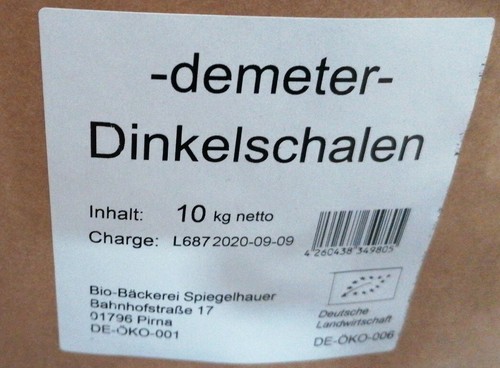 -demeter-
Dinkelschalen
Inhalt: 10 kg netto
Charge: L687 2020-09-09
4 260438 349805
Bio-Bäckerei Spiegelhauer
Bahnhofstraße 17
01796 Pirna
DE-ÖKO-001
Deutsche
Landwirtschaft
DE-ÖKO-006